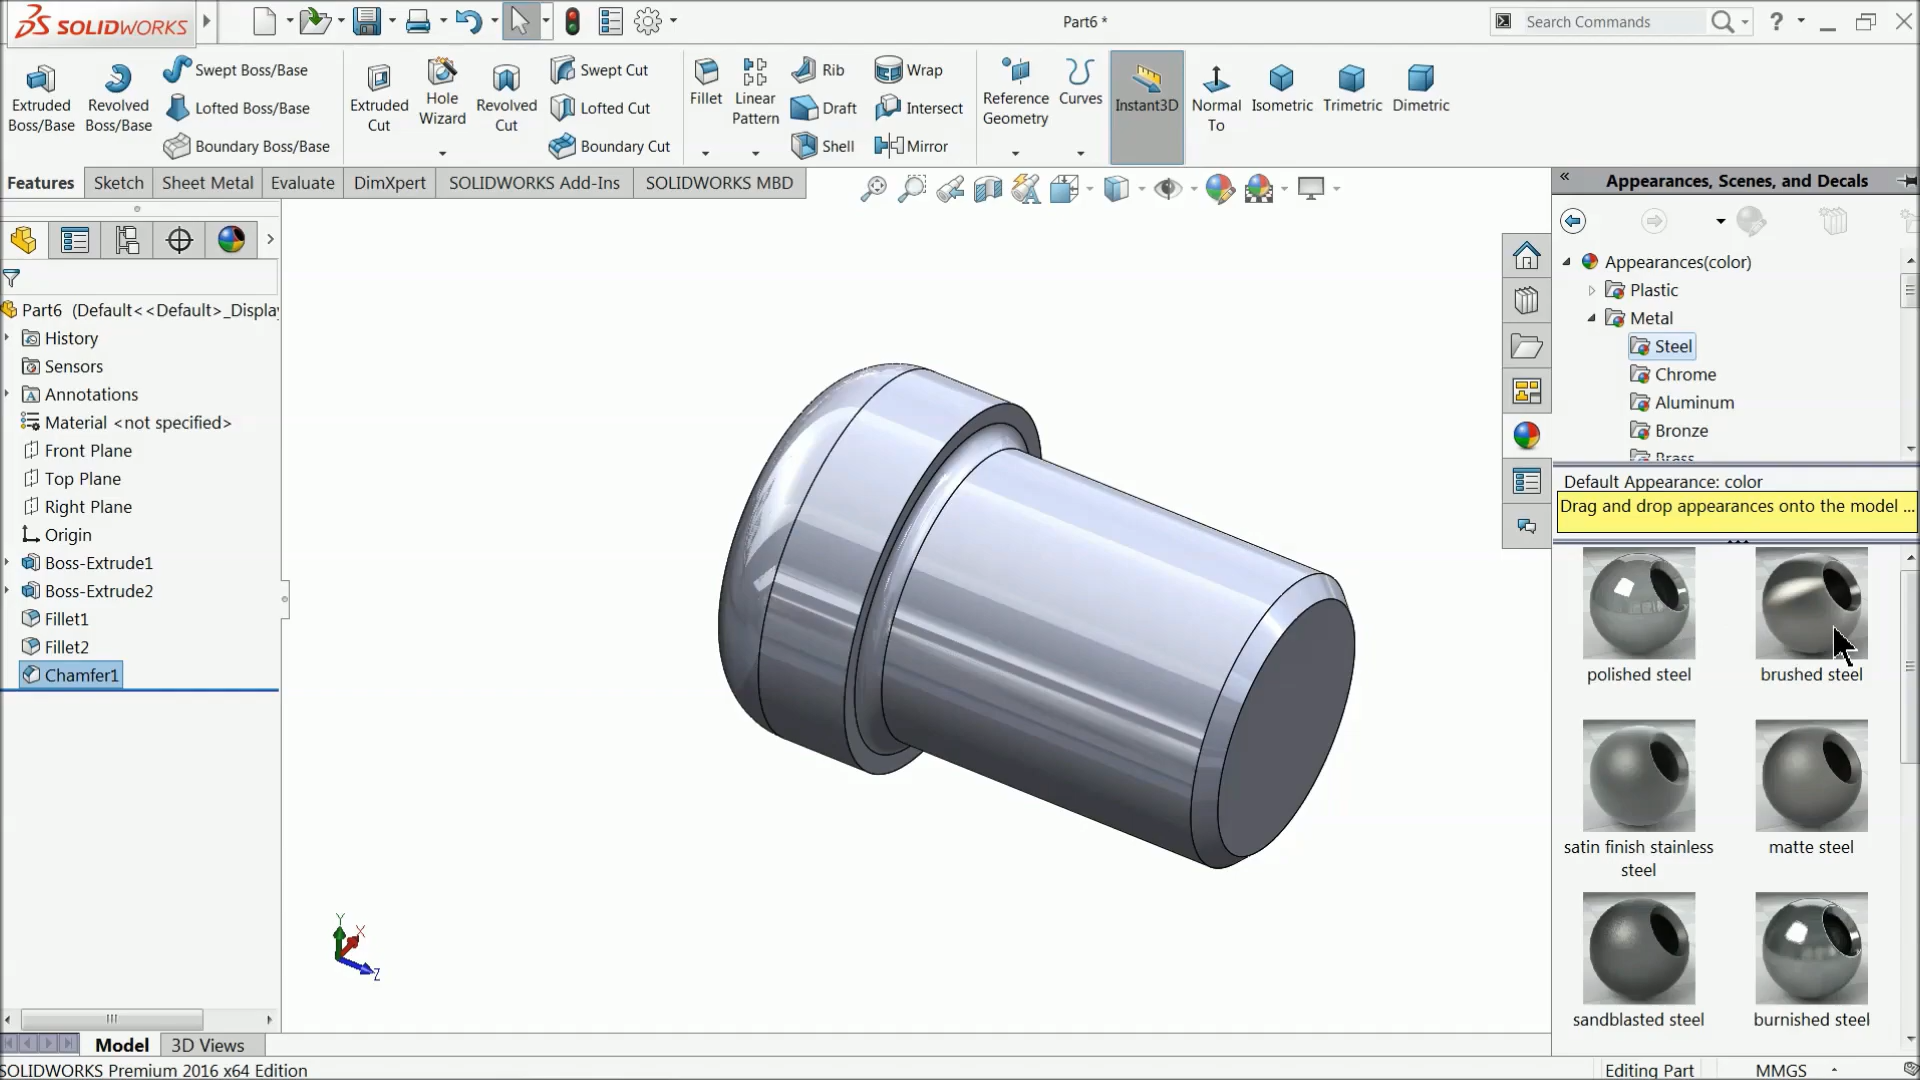 SOLIDWORKS
Part6 *
Search Commands
?
Extruded Boss/Base
Revolved Boss/Base
Swept Boss/Base
Lofted Boss/Base
Boundary Boss/Base
Extruded Cut
Hole Wizard
Revolved Cut
Swept Cut
Lofted Cut
Boundary Cut
Fillet
Linear Pattern
Rib
Draft
Shell
Wrap
Intersect
Mirror
Reference Geometry
Curves
Instant3D
Normal To
Isometric
Trimetric
Dimetric
Features
Sketch
Sheet Metal
Evaluate
DimXpert
SOLIDWORKS Add-Ins
SOLIDWORKS MBD
Part6 (Default<<Default>_Displa
History
Sensors
Annotations
Material <not specified>
Front Plane
Top Plane
Right Plane
Origin
Boss-Extrude1
Boss-Extrude2
Fillet1
Fillet2
Chamfer1
Y
X
Z
Appearances, Scenes, and Decals
Appearances(color)
Plastic
Metal
Steel
Chrome
Aluminum
Bronze
Brass
Default Appearance: color
Drag and drop appearances onto the model ...
polished steel
brushed steel
satin finish stainless
steel
matte steel
sandblasted steel
burnished steel
Model
3D Views
SOLIDWORKS Premium 2016 x64 Edition
Editing Part
MMGS